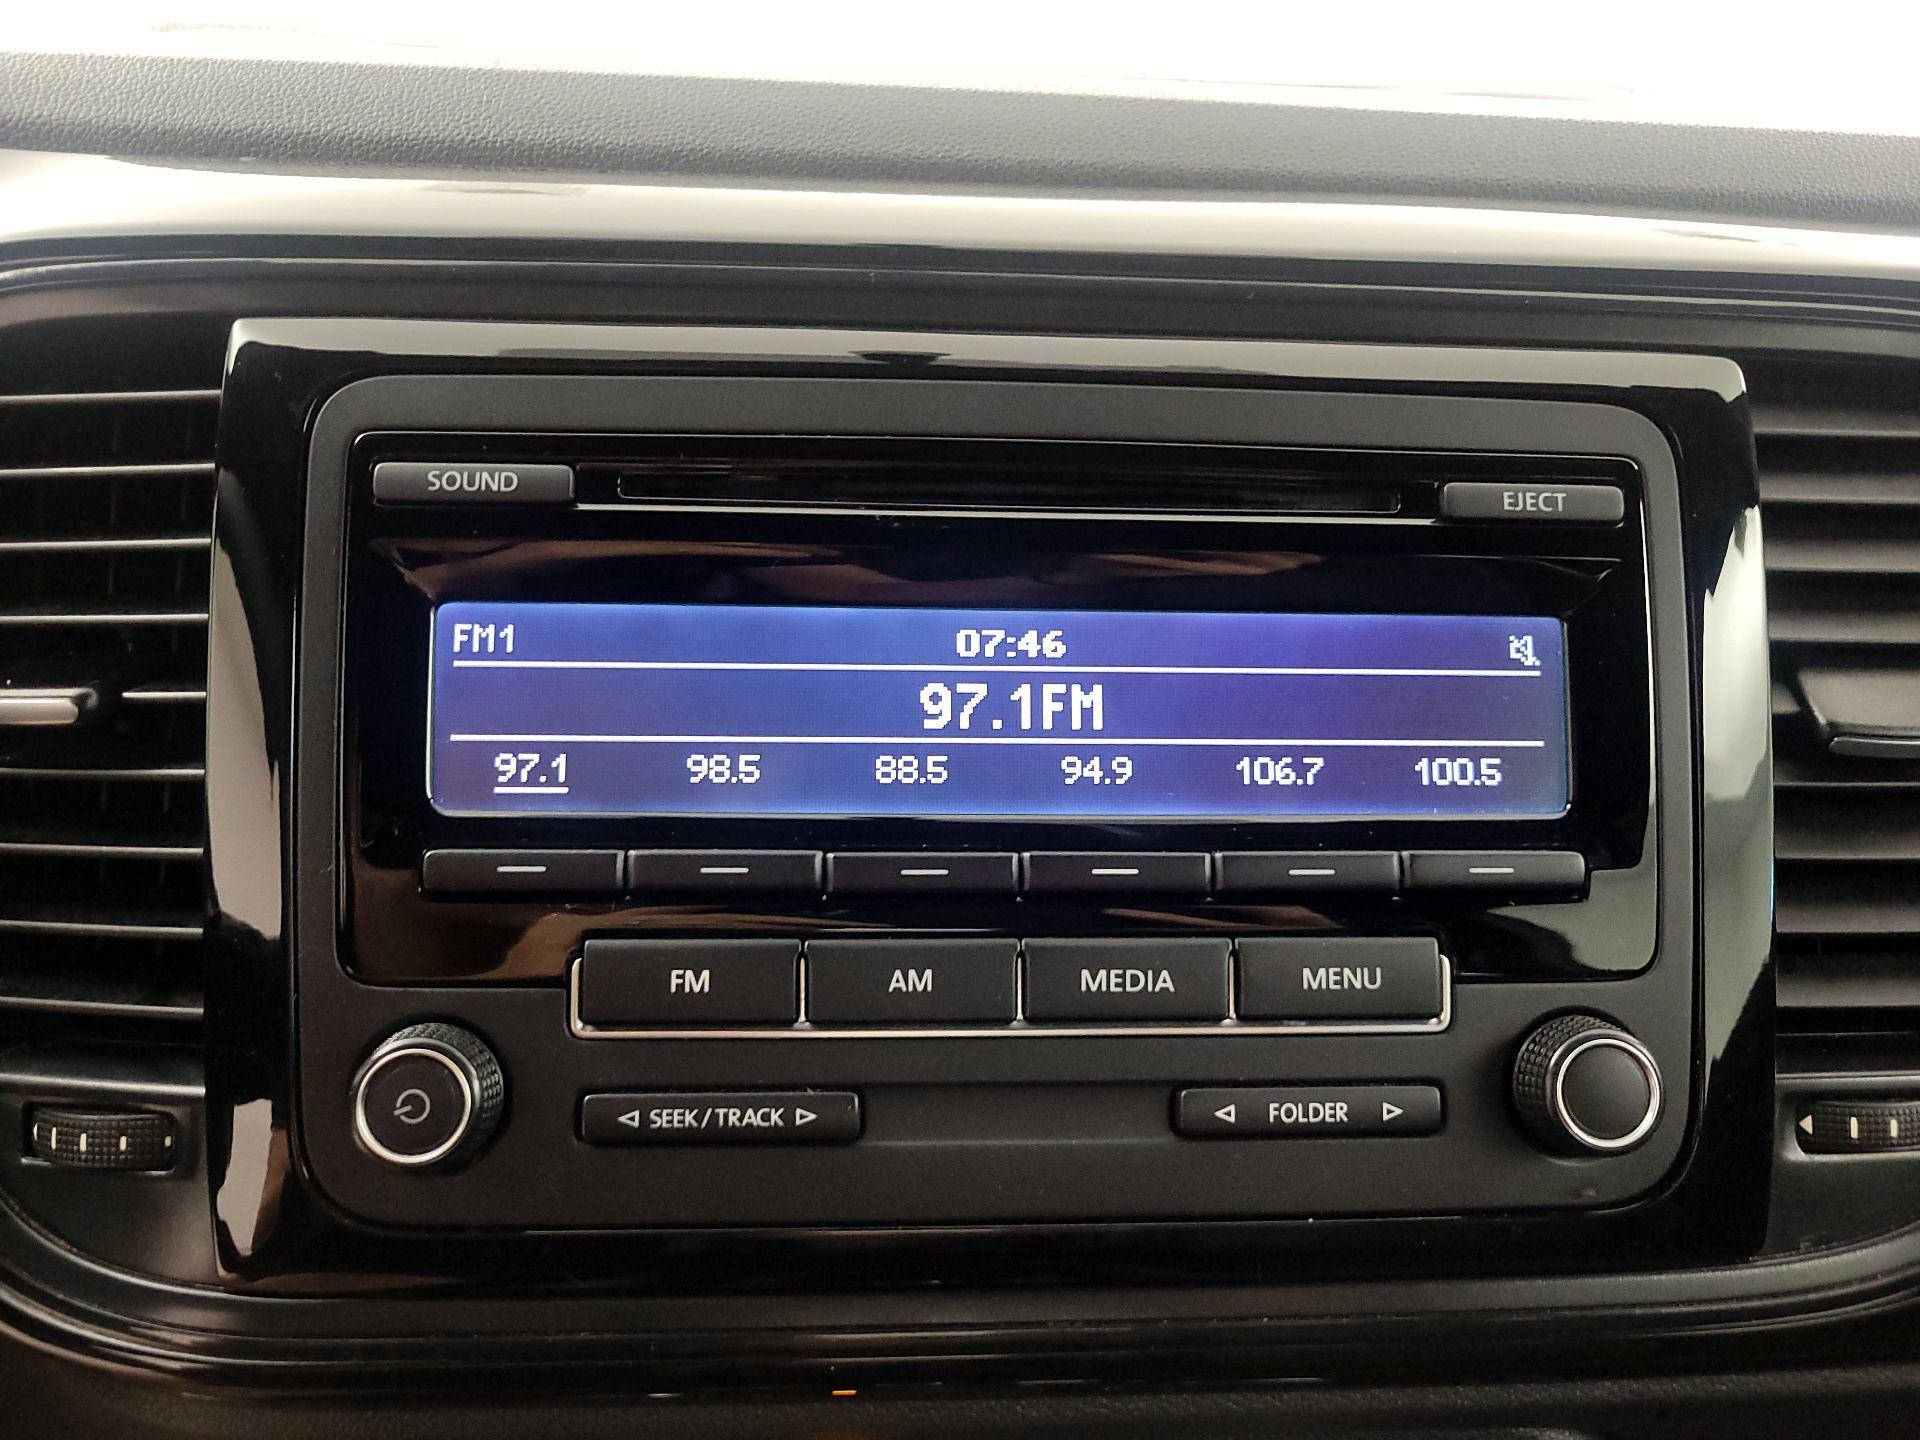 SOUND
EJECT
FM1 07:46
97.1FM
97.1 98.5 88.5 94.9 106.7 100.5
FM AM MEDIA MENU
SEEK/TRACK
FOLDER